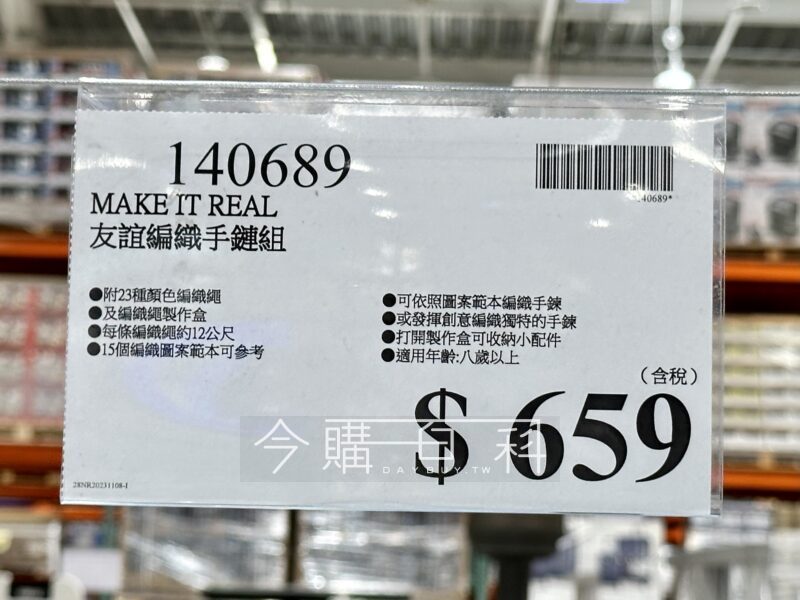 140689
MAKE IT REAL
友誼編織手鏈組
140689*
●附23種顏色編織繩
●及編織繩製作盒
●每條編織繩約12公尺
●15個編織圖案範本可參考
●可依照圖案範本編織手鍊
●或發揮創意編織獨特的手鍊
●打開製作盒可收納小配件
●適用年齡:八歲以上
(含稅)
$ 659
今購百科
DAYBUY.TW
28NR20231108-1